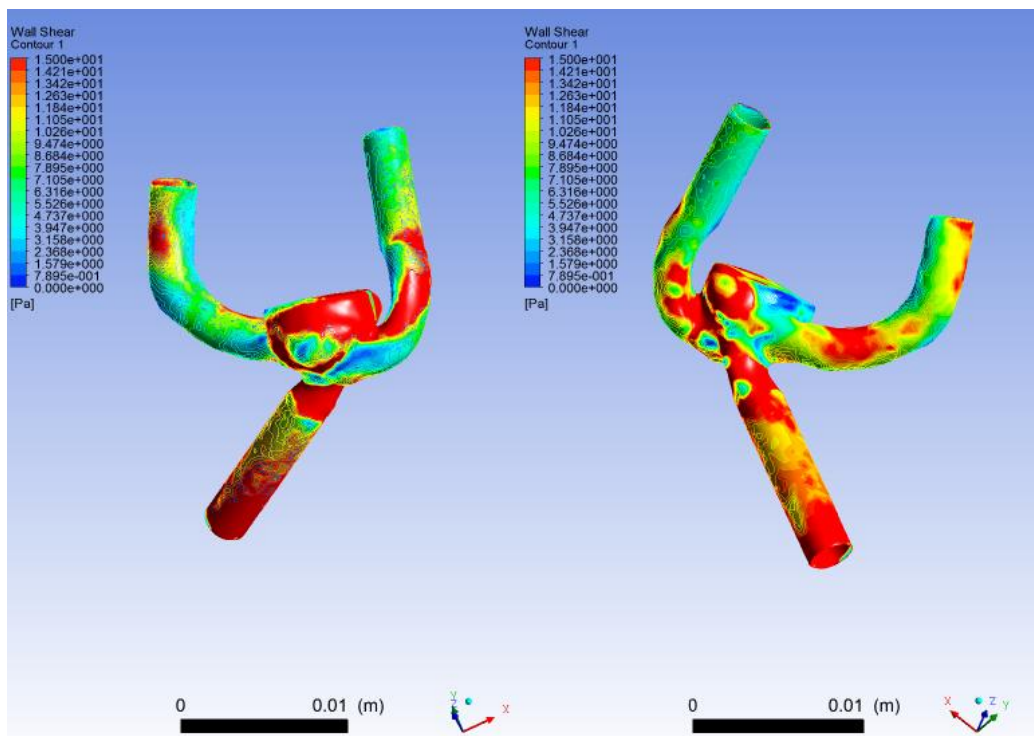 Wall Shear
Contour 1
1.500e+001
1.421e+001
1.342e+001
1.263e+001
1.184e+001
1.105e+001
1.026e+001
9.474e+000
8.684e+000
7.895e+000
7.105e+000
6.316e+000
5.526e+000
4.737e+000
3.947e+000
3.158e+000
2.368e+000
1.579e+000
7.895e-001
0.000e+000
[Pa]
0 0.01 (m)
Y
Z
X
Wall Shear
Contour 1
1.500e+001
1.421e+001
1.342e+001
1.263e+001
1.184e+001
1.105e+001
1.026e+001
9.474e+000
8.684e+000
7.895e+000
7.105e+000
6.316e+000
5.526e+000
4.737e+000
3.947e+000
3.158e+000
2.368e+000
1.579e+000
7.895e-001
0.000e+000
[Pa]
0 0.01 (m)
X
Z
Y